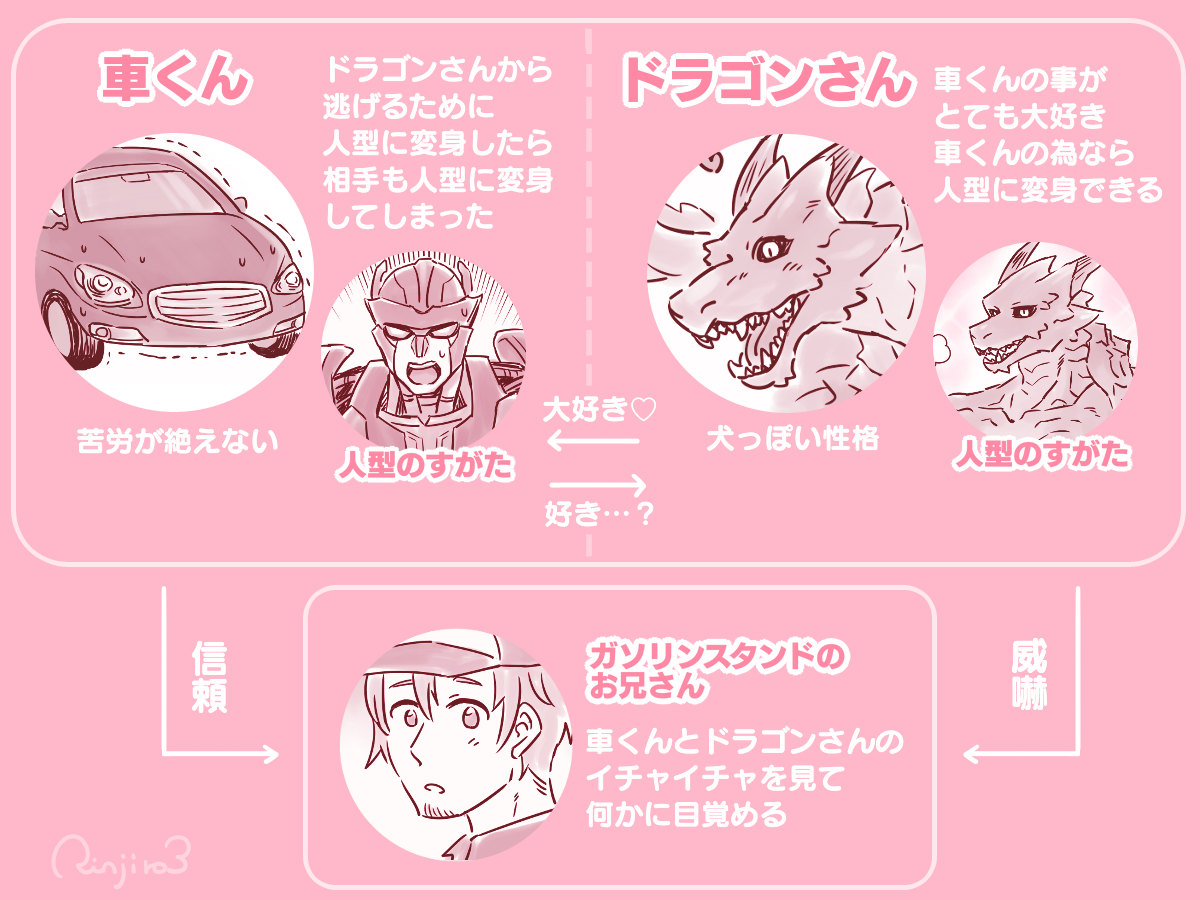 車くん
ドラゴンさんから
逃げるために
人型に変身したら
相手も人型に変身
してしまった
苦労が絶えない
人型のすがた
ドラゴンさん
車くんの事が
とても大好き
車くんの為なら
人型に変身できる
犬っぽい性格
人型のすがた
大好き♡
好き…？
信頼
威嚇
ガソリンスタンドの
お兄さん
車くんとドラゴンさんの
イチャイチャを見て
何かに目覚める
Rinjiro3